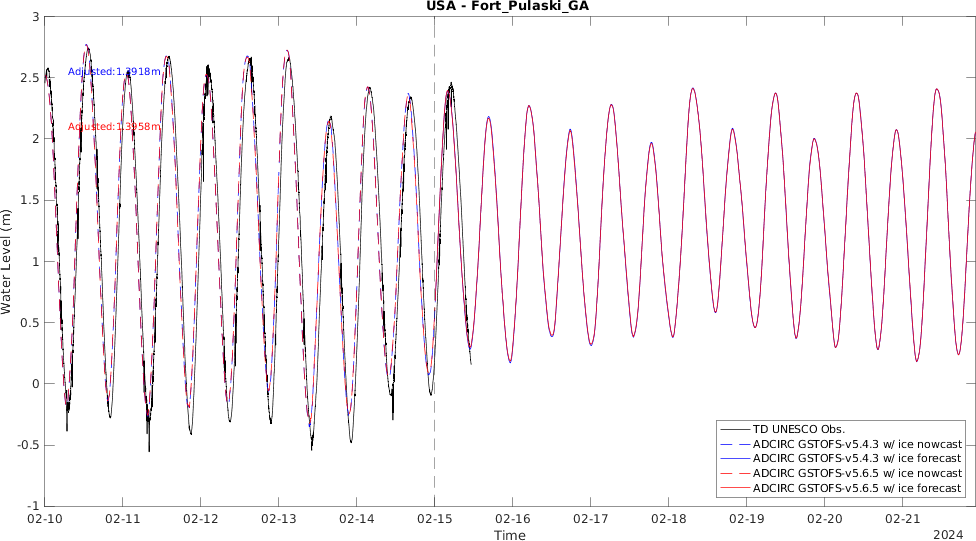 USA - Fort_Pulaski_GA
3
2.5
2
1.5
1
0.5
0
-0.5
-1
Water Level (m)
Adjusted:1.3918m
Adjusted:1.3958m
TD UNESCO Obs.
ADCIRC GSTOFS-v5.4.3 w/ ice nowcast
ADCIRC GSTOFS-v5.4.3 w/ ice forecast
ADCIRC GSTOFS-v5.6.5 w/ ice nowcast
ADCIRC GSTOFS-v5.6.5 w/ ice forecast
02-10 02-11 02-12 02-13 02-14 02-15 02-16 02-17 02-18 02-19 02-20 02-21
Time
2024